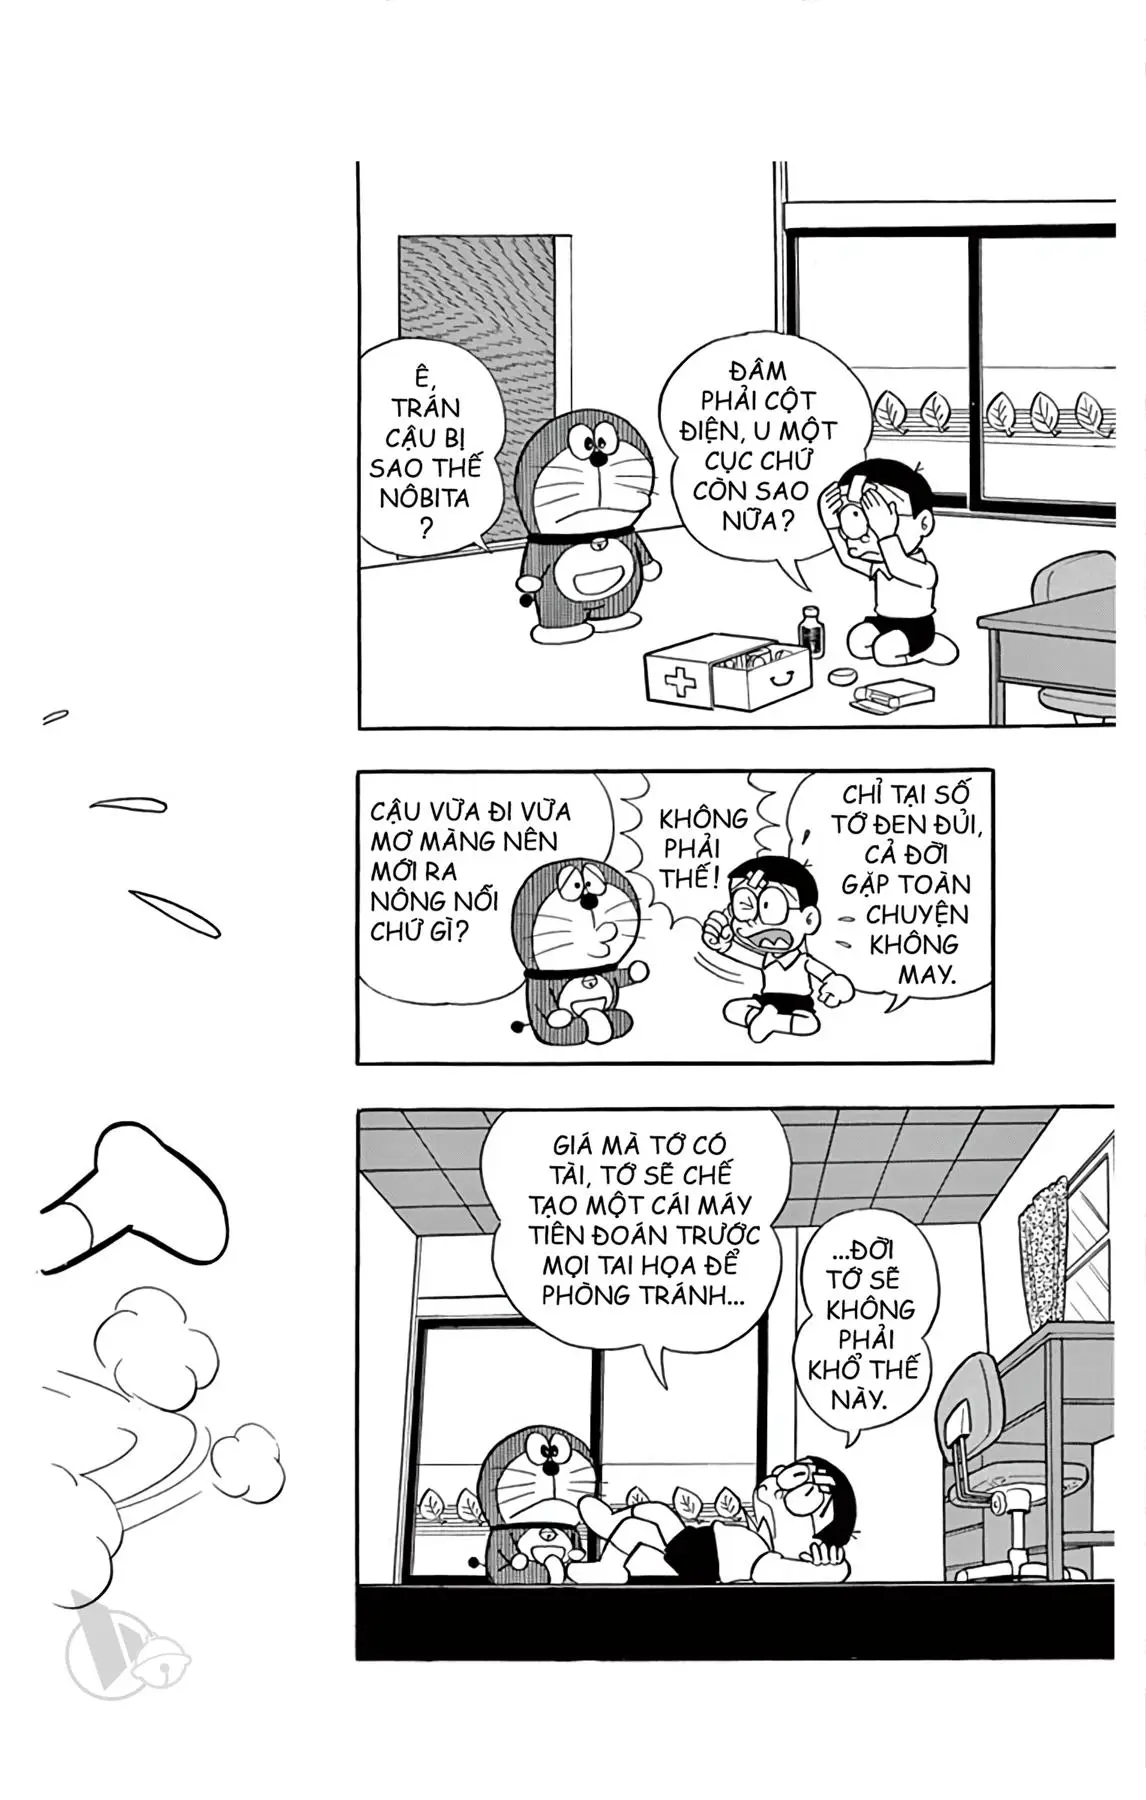 Ê,
TRÁN
CẬU BỊ
SAO THẾ
NÔBITA
?
ĐÂM
PHẢI CỘT
ĐIỆN, U MỘT
CỤC CHỨ
CÒN SAO
NỮA?
CẬU VỪA ĐI VỪA
MƠ MÀNG NÊN
MỚI RA
NÔNG NỖI
CHỨ GÌ?
KHÔNG
PHẢI
THẾ!
CHỈ TẠI SỐ
TỚ ĐEN ĐỦI,
CẢ ĐỜI
GẶP TOÀN
CHUYỆN
KHÔNG
MAY.
GIÁ MÀ TỚ CÓ
TÀI, TỚ SẼ CHẾ
TẠO MỘT CÁI MÁY
TIÊN ĐOÁN TRƯỚC
MỌI TAI HỌA ĐỂ
PHÒNG TRÁNH...
...ĐỜI
TỚ SẼ
KHÔNG
PHẢI
KHỔ THẾ
NÀY.